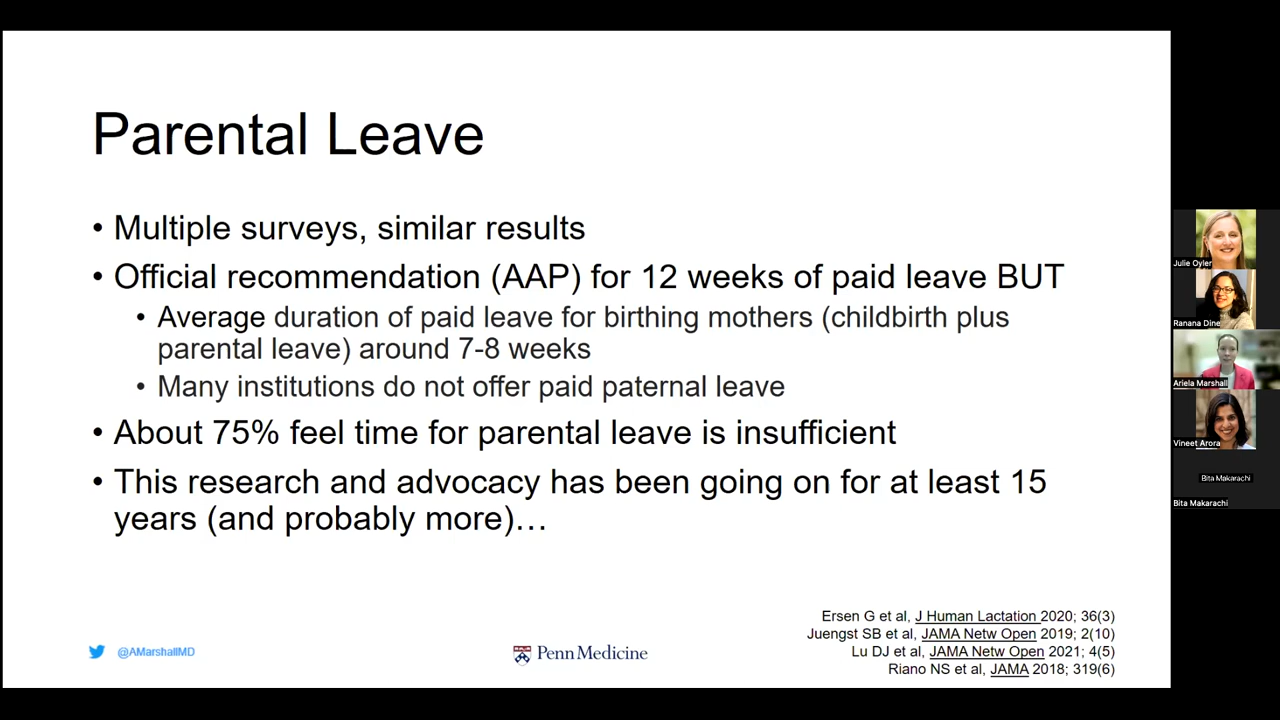 Parental Leave
• Multiple surveys, similar results
• Official recommendation (AAP) for 12 weeks of paid leave BUT
• Average duration of paid leave for birthing mothers (childbirth plus
parental leave) around 7-8 weeks
• Many institutions do not offer paid paternal leave
• About 75% feel time for parental leave is insufficient
• This research and advocacy has been going on for at least 15
years (and probably more)…
Ersen G et al, J Human Lactation 2020; 36(3)
Juengst SB et al, JAMA Netw Open 2019; 2(10)
Lu DJ et al, JAMA Netw Open 2021; 4(5)
Riano NS et al, JAMA 2018; 319(6)
@AMarshallMD
Penn Medicine
Julie Oyler
Ranana Dine
Ariela Marshall
Vineet Arora
Bita Makarachi
Bita Makarachi